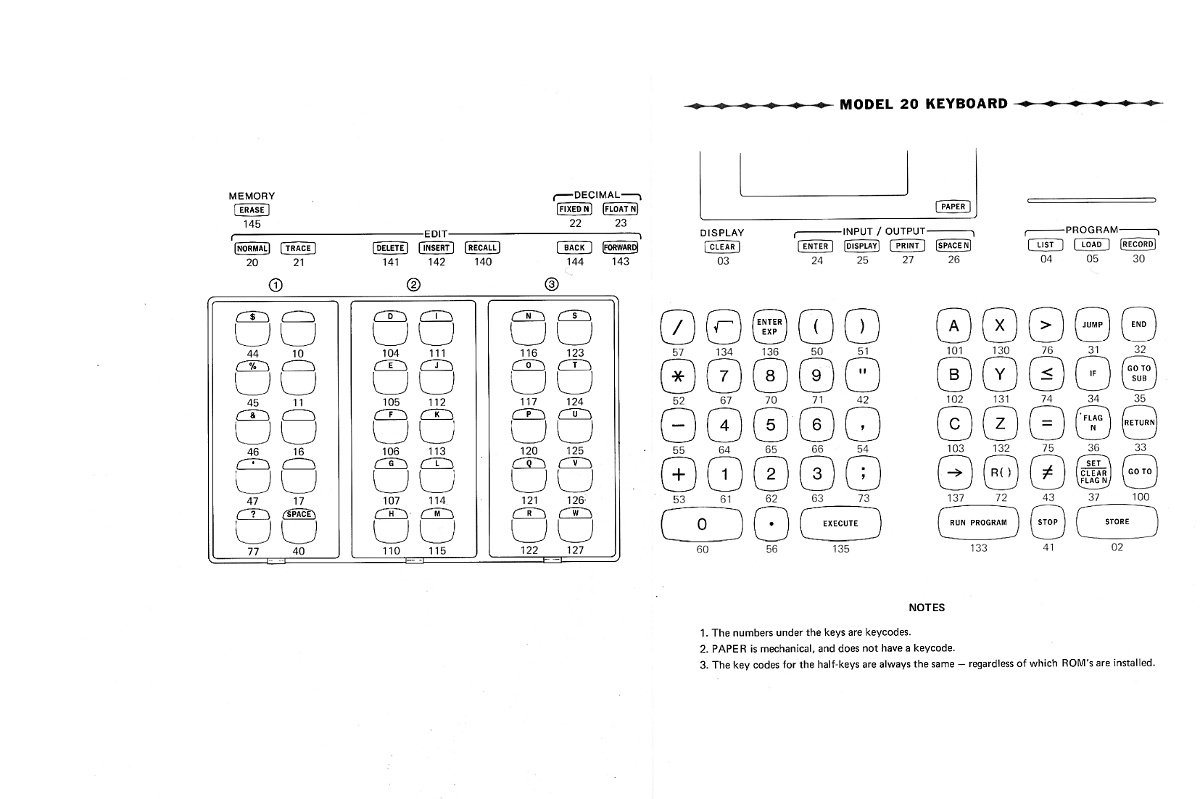 MODEL 20 KEYBOARD
MEMORY
ERASE
145
DECIMAL
FIXED N FLOAT N
22 23
EDIT
NORMAL TRACE DELETE INSERT RECALL BACK FORWARD
20 21 141 142 140 144 143
① ② ③
$ D I N S
44 10 104 111 116 123
% E J O T
45 11 105 112 117 124
& F K P U
46 16 106 113 120 125
G L Q V
47 17 107 114 121 126
? SPACE H M R W
77 40 110 115 122 127
PAPER
DISPLAY INPUT / OUTPUT PROGRAM
CLEAR ENTER DISPLAY PRINT SPACE N LIST LOAD RECORD
03 24 25 27 26 04 05 30
/ √ ENTER EXP ( ) A X > JUMP END
57 134 136 50 51 101 130 76 31 32
* 7 8 9 " B Y ≤ IF GO TO SUB
52 67 70 71 42 102 131 74 34 35
− 4 5 6 , C Z = FLAG N RETURN
55 64 65 66 54 103 132 75 36 33
+ 1 2 3 ; → R( ) ≠ SET CLEAR FLAG N GO TO
53 61 62 63 73 137 72 43 37 100
0 • EXECUTE RUN PROGRAM STOP STORE
60 56 135 133 41 02
NOTES
1. The numbers under the keys are keycodes.
2. PAPER is mechanical, and does not have a keycode.
3. The key codes for the half-keys are always the same — regardless of which ROM's are installed.